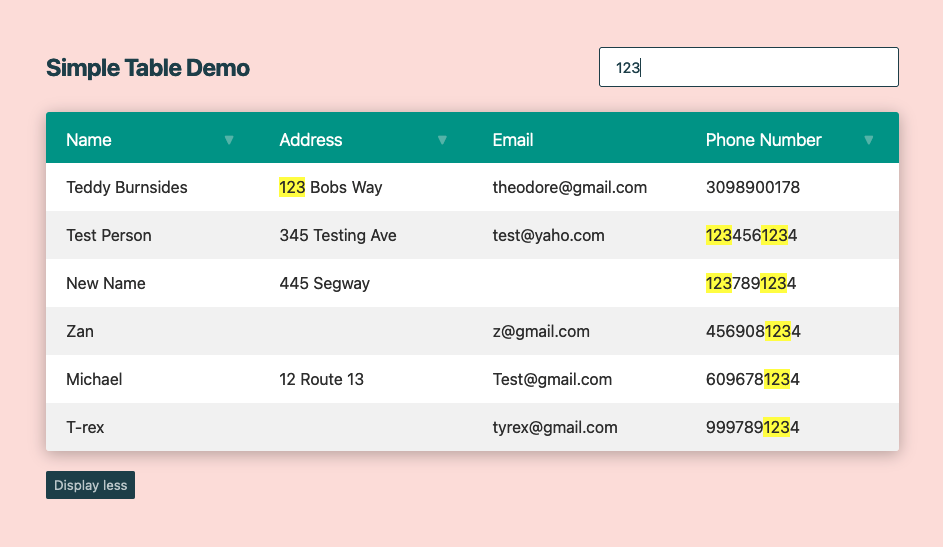 Simple Table Demo 123
Name ▼ Address ▼ Email Phone Number ▼
Teddy Burnsides 123 Bobs Way theodore@gmail.com 3098900178
Test Person 345 Testing Ave test@yaho.com 1234561234
New Name 445 Segway 1237891234
Zan z@gmail.com 4569081234
Michael 12 Route 13 Test@gmail.com 6096781234
T-rex tyrex@gmail.com 9997891234
Display less